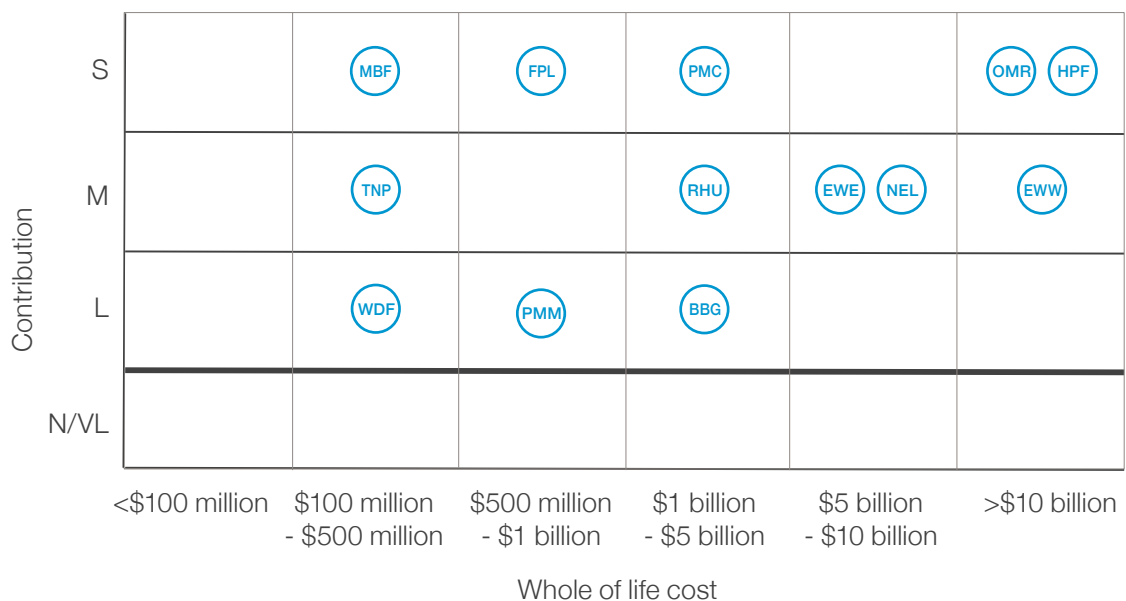 S
MBF
FPL
PMC
OMR
HPF
M
TNP
RHU
EWE
NEL
EWW
L
WDF
PMM
BBG
N/VL
Contribution
<$100 million
$100 million
- $500 million
$500 million
- $1 billion
$1 billion
- $5 billion
$5 billion
- $10 billion
>$10 billion
Whole of life cost